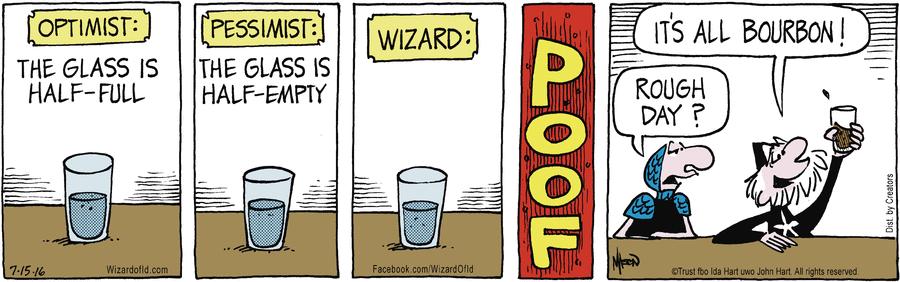 OPTIMIST:
THE GLASS IS
HALF-FULL
7-15-16
WizardofId.com
PESSIMIST:
THE GLASS IS
HALF-EMPTY
WIZARD:
Facebook.com/WizardOfId
POOF
ROUGH
DAY?
IT'S ALL BOURBON!
©Trust fbo Ida Hart uwo John Hart. All rights reserved.
Dist. by Creators